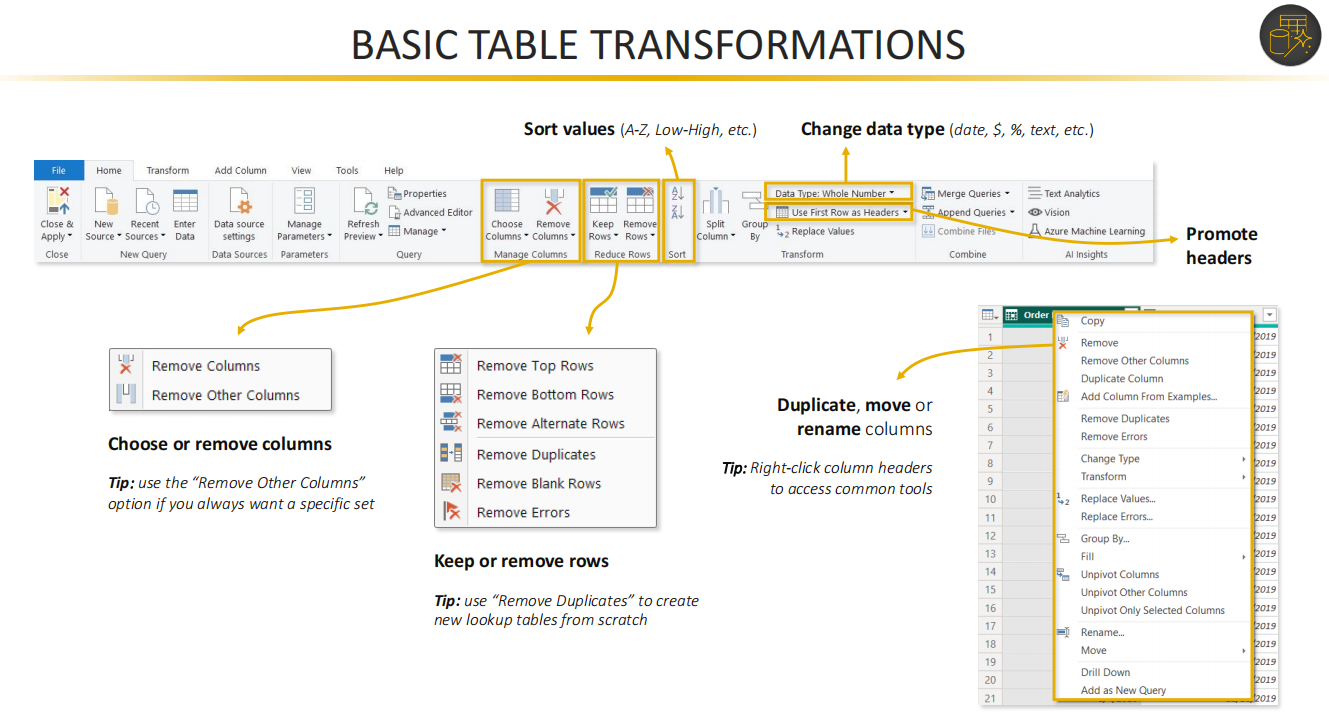 BASIC TABLE TRANSFORMATIONS
Sort values (A-Z, Low-High, etc.)
Change data type (date, $, %, text, etc.)
File Home Transform Add Column View Tools Help
Close & Apply
Close
New Source
Recent Sources
Enter Data
New Query
Data source settings
Data Sources
Manage Parameters
Parameters
Refresh Preview
Properties
Advanced Editor
Manage
Query
Choose Columns
Remove Columns
Manage Columns
Keep Rows
Remove Rows
Reduce Rows
Sort
Split Column
Group By
Data Type: Whole Number
Use First Row as Headers
Replace Values
Transform
Merge Queries
Append Queries
Combine Files
Combine
Text Analytics
Vision
Azure Machine Learning
AI Insights
Promote
headers
Remove Columns
Remove Other Columns
Choose or remove columns
Tip: use the “Remove Other Columns”
option if you always want a specific set
Remove Top Rows
Remove Bottom Rows
Remove Alternate Rows
Remove Duplicates
Remove Blank Rows
Remove Errors
Keep or remove rows
Tip: use “Remove Duplicates” to create
new lookup tables from scratch
Duplicate, move or
rename columns
Tip: Right-click column headers
to access common tools
Order
Copy
1 /2019
Remove
2 /2019
Remove Other Columns
3 /2019
Duplicate Column
4 /2019
Add Column From Examples...
5 /2019
Remove Duplicates
6 /2019
Remove Errors
7 /2019
Change Type
8 /2019
Transform
9 /2019
Replace Values...
10 /2019
Replace Errors...
11 /2019
Group By...
12 /2019
Fill
13 /2019
Unpivot Columns
14 /2019
Unpivot Other Columns
15 /2019
Unpivot Only Selected Columns
16 /2019
Rename...
17 /2019
Move
18 /2019
19 /2019
Drill Down
20 /2019
Add as New Query
21 /2019